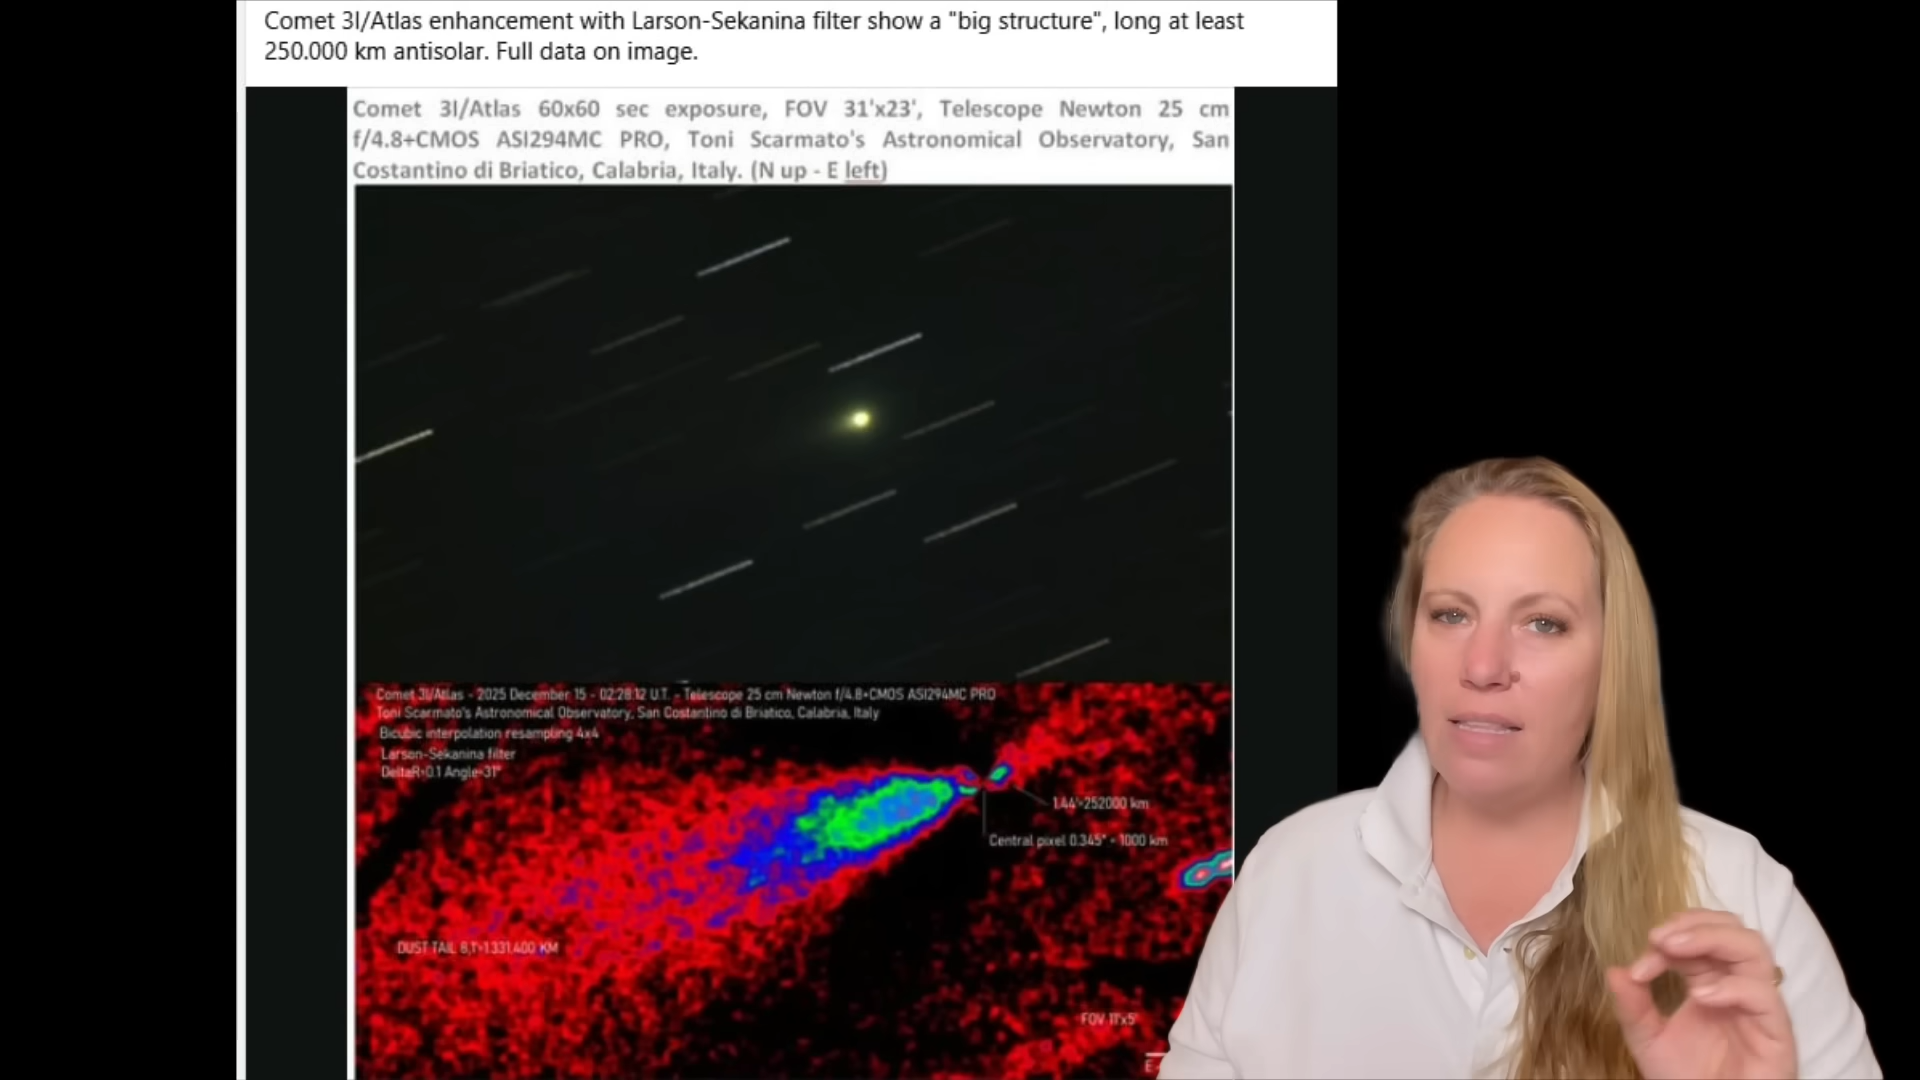 Comet 3I/Atlas enhancement with Larson-Sekanina filter show a "big structure", long at least
250.000 km antisolar. Full data on image.
Comet 3I/Atlas 60x60 sec exposure, FOV 31'x23', Telescope Newton 25 cm
f/4.8+CMOS ASI294MC PRO, Toni Scarmato's Astronomical Observatory, San
Costantino di Briatico, Calabria, Italy. (N up - E left)
Comet 3I/Atlas - 2025 December 15 - 02:28:12 U.T. - Telescope 25 cm Newton f/4.8+CMOS ASI294MC PRO
Toni Scarmato's Astronomical Observatory, San Costantino di Briatico, Calabria, Italy
Bicubic interpolation resampling 4x4
Larson-Sekanina filter
DeltaR=0.1 Angle=31°
1.44'=252000 km
Central pixel 0.345" = 1000 km
DUST TAIL 8,1'=1.331.400 KM
FOV 11'x5'
E